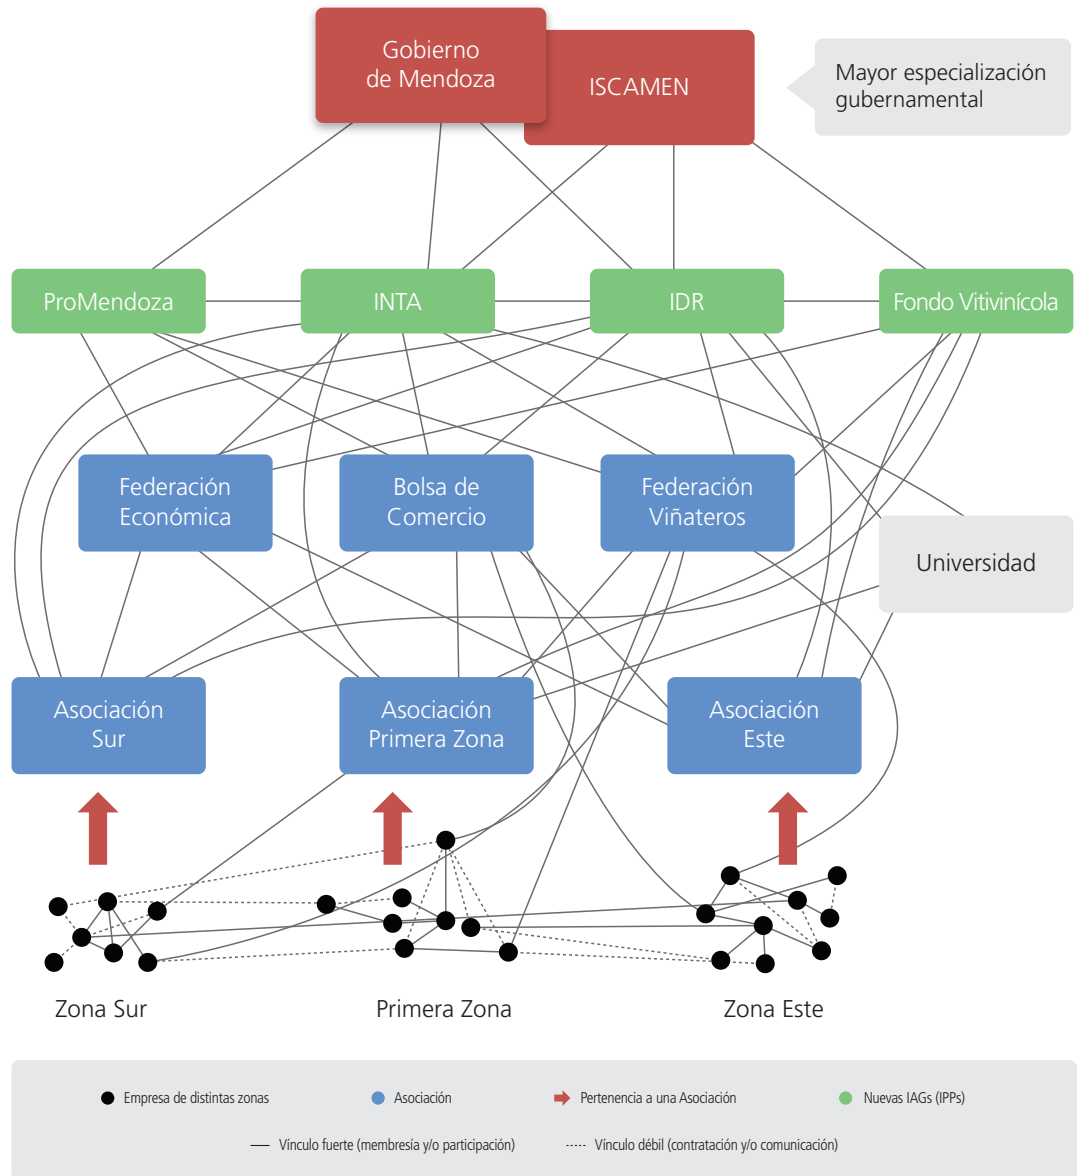 Gobierno
de Mendoza
ISCAMEN
Mayor especialización
gubernamental
ProMendoza
INTA
IDR
Fondo Vitivinícola
Federación
Económica
Bolsa de
Comercio
Federación
Viñateros
Universidad
Asociación
Sur
Asociación
Primera Zona
Asociación
Este
Zona Sur
Primera Zona
Zona Este
Empresa de distintas zonas
Asociación
Pertenencia a una Asociación
Nuevas IAGs (IPPs)
Vínculo fuerte (membresía y/o participación)
Vínculo débil (contratación y/o comunicación)